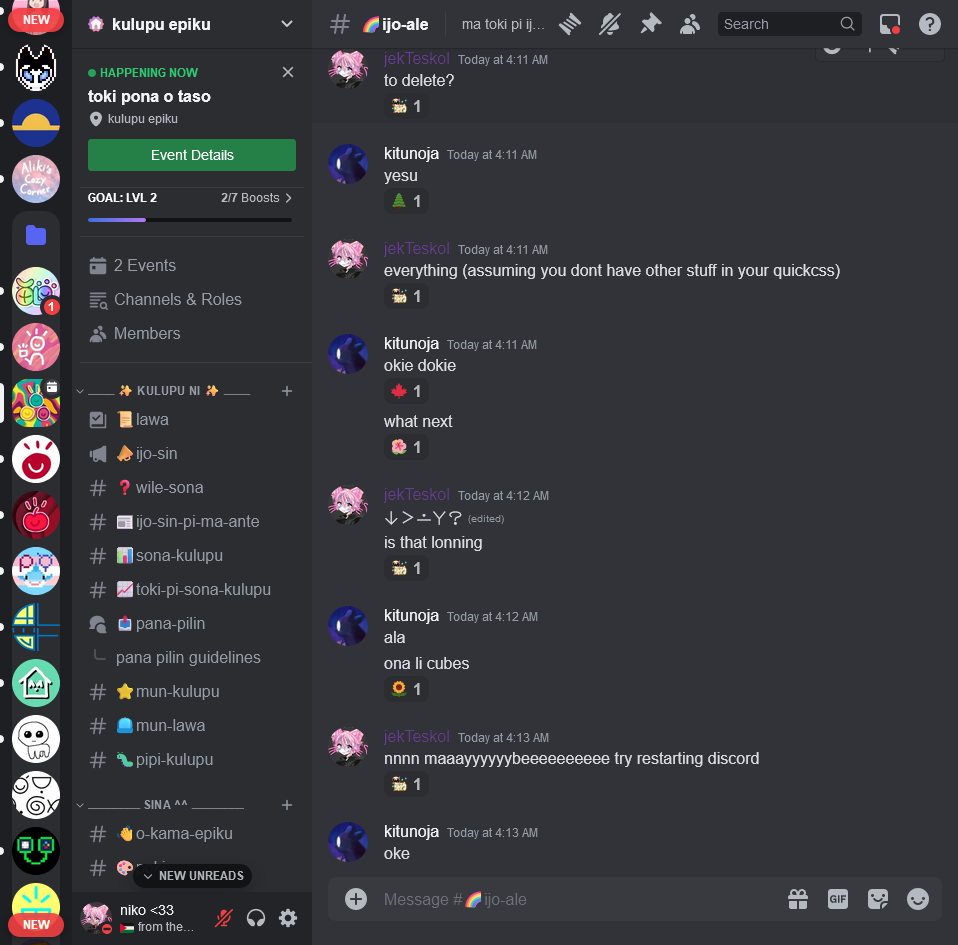 NEW
Aliki's
Cozy
Corner
1
NEW
kulupu epiku
HAPPENING NOW
toki pona o taso
kulupu epiku
Event Details
GOAL: LVL 2
2/7 Boosts
2 Events
Channels & Roles
Members
____ ✨ KULUPU NI ✨ ____
📜lawa
📣ijo-sin
❓wile-sona
📰ijo-sin-pi-ma-ante
📊sona-kulupu
📈toki-pi-sona-kulupu
📤pana-pilin
pana pilin guidelines
⭐mun-kulupu
mun-lawa
🐛pipi-kulupu
________ SINA ^^ ________
👋o-kama-epiku
NEW UNREADS
niko <33
🇵🇸 from the...
🌈ijo-ale
ma toki pi ij...
Search
jekTeskol Today at 4:11 AM
to delete?
1
kitunoja Today at 4:11 AM
yesu
🌲 1
jekTeskol Today at 4:11 AM
everything (assuming you dont have other stuff in your quickcss)
1
kitunoja Today at 4:11 AM
okie dokie
🍁 1
what next
🌺 1
jekTeskol Today at 4:12 AM
(edited)
is that lonning
1
kitunoja Today at 4:12 AM
ala
ona li cubes
🌻 1
jekTeskol Today at 4:13 AM
nnnn maaayyyyyybeeeeeeeeee try restarting discord
1
kitunoja Today at 4:13 AM
oke
Message #🌈ijo-ale
GIF